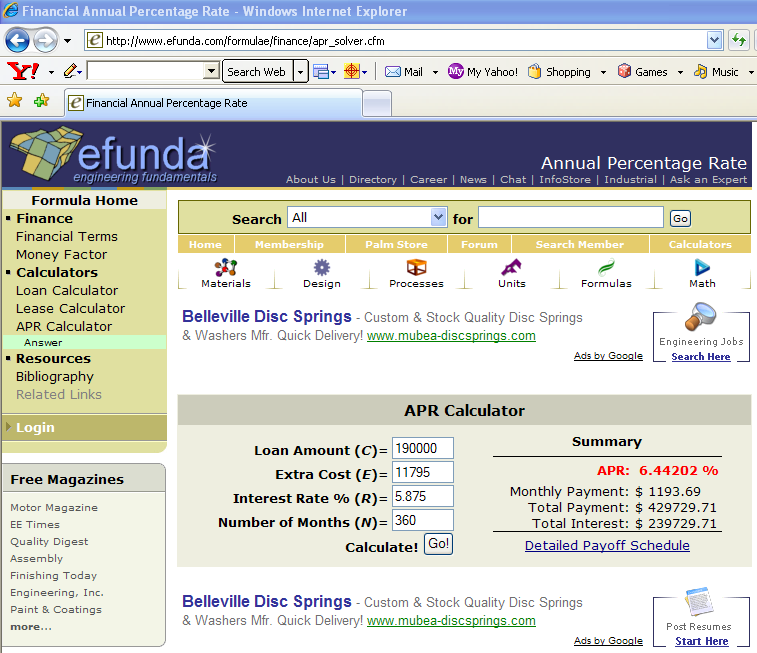 Financial Annual Percentage Rate - Windows Internet Explorer
http://www.efunda.com/formulae/finance/apr_solver.cfm
Y! Search Web Mail My Yahoo! Shopping Games Music
Financial Annual Percentage Rate
efunda
engineering fundamentals
Annual Percentage Rate
About Us | Directory | Career | News | Chat | InfoStore | Industrial | Ask an Expert
Formula Home
Finance
Financial Terms
Money Factor
Calculators
Loan Calculator
Lease Calculator
APR Calculator
Answer
Resources
Bibliography
Related Links
Login
Free Magazines
Motor Magazine
EE Times
Quality Digest
Assembly
Finishing Today
Engineering, Inc.
Paint & Coatings
more...
Search All for Go
Home Membership Palm Store Forum Search Member Calculators
Materials Design Processes Units Formulas Math
Belleville Disc Springs - Custom & Stock Quality Disc Springs
& Washers Mfr. Quick Delivery! www.mubea-discsprings.com
Ads by Google
Engineering Jobs
Search Here
APR Calculator
Loan Amount (C)= 190000
Extra Cost (E)= 11795
Interest Rate % (R)= 5.875
Number of Months (N)= 360
Calculate! Go!
Summary
APR: 6.44202 %
Monthly Payment: $ 1193.69
Total Payment: $ 429729.71
Total Interest: $ 239729.71
Detailed Payoff Schedule
Belleville Disc Springs - Custom & Stock Quality Disc Springs
& Washers Mfr. Quick Delivery! www.mubea-discsprings.com
Ads by Google
Post Resumes
Start Here